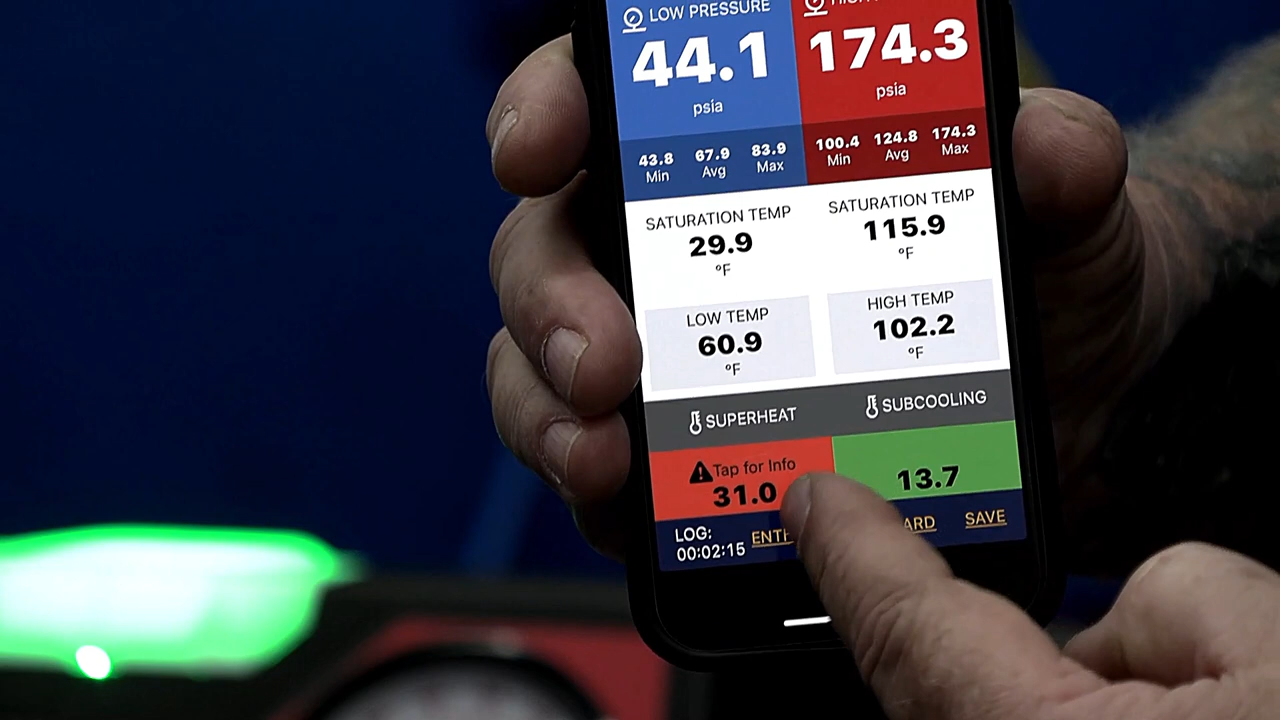 LOW PRESSURE
44.1
psia
43.8 67.9 83.9
Min Avg Max
174.3
psia
100.4 124.8 174.3
Min Avg Max
SATURATION TEMP
29.9
°F
SATURATION TEMP
115.9
°F
LOW TEMP
60.9
°F
HIGH TEMP
102.2
°F
SUPERHEAT
SUBCOOLING
Tap for Info
31.0
13.7
LOG:
00:02:15
SAVE